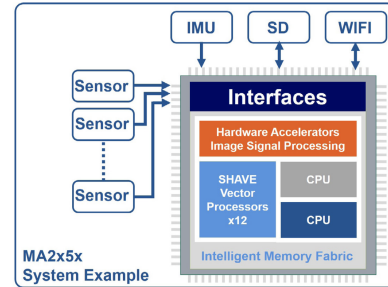 IMU
SD
WIFI
Sensor
Sensor
Sensor
Interfaces
Hardware Accelerators
Image Signal Processing
SHAVE
Vector
Processors
x12
CPU
CPU
Intelligent Memory Fabric
MA2x5x
System Example